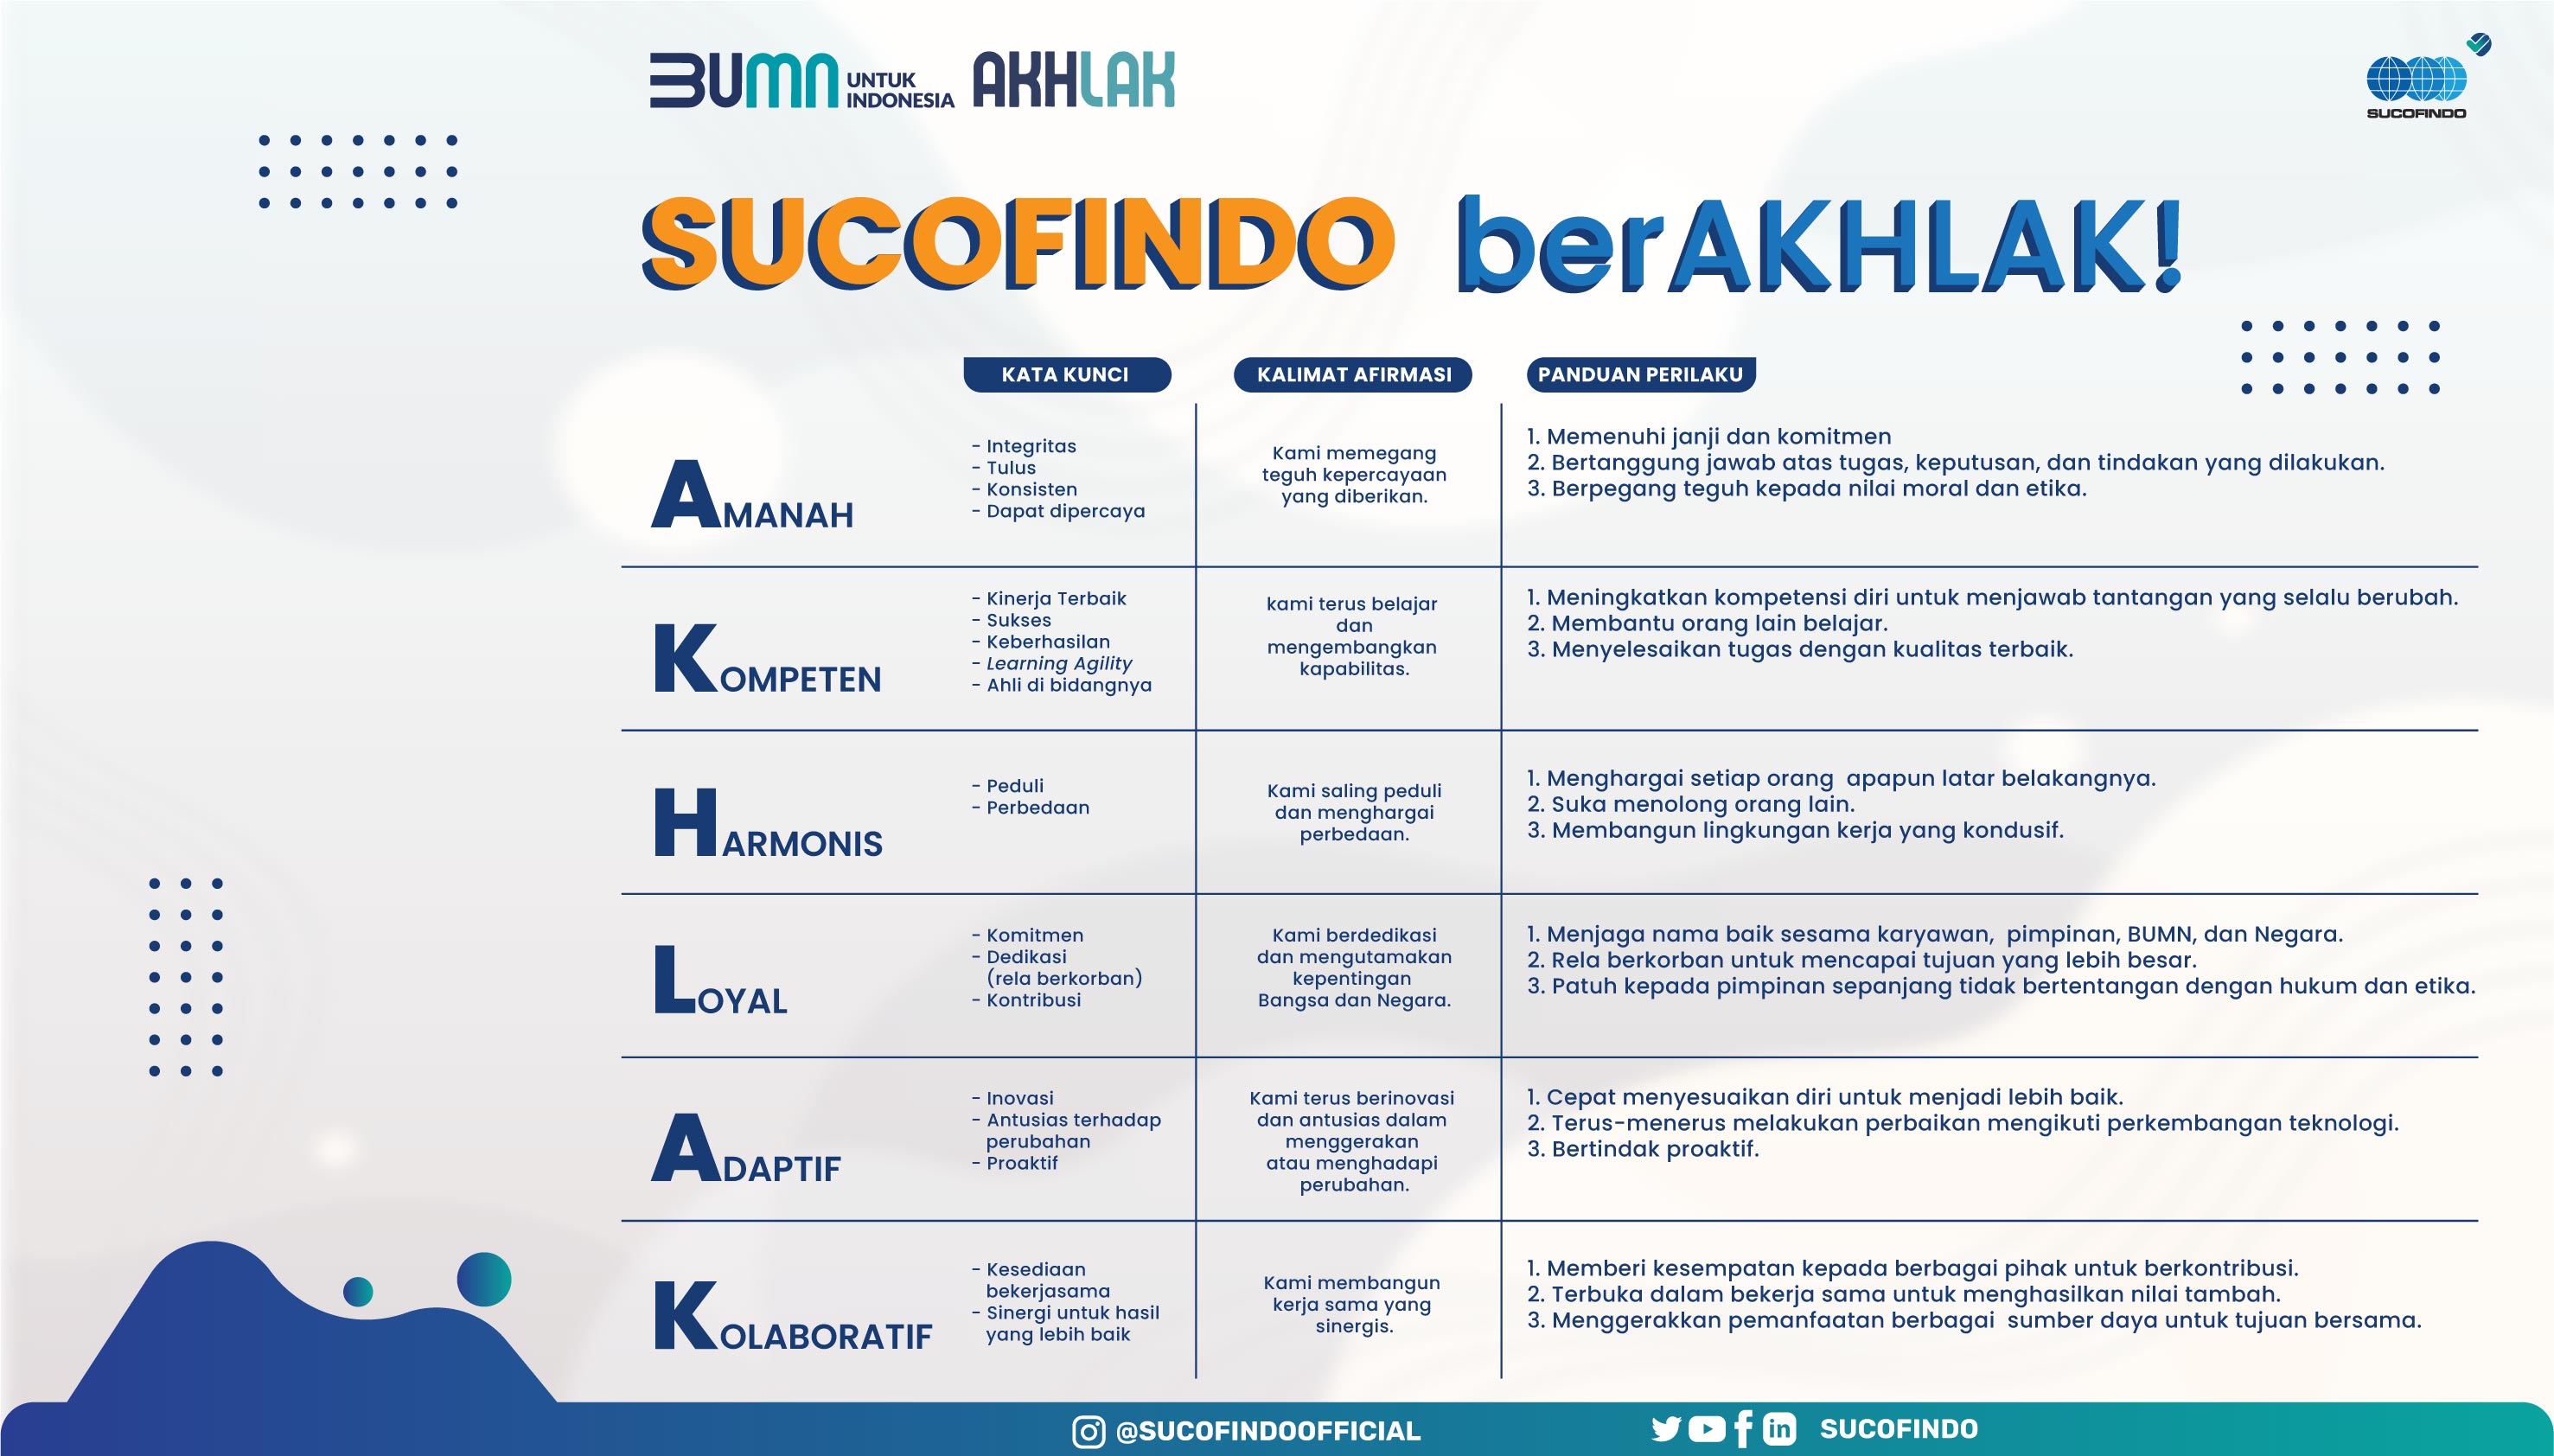 BUMN UNTUK INDONESIA AKHLAK
SUCOFINDO
SUCOFINDO berAKHLAK!
KATA KUNCI
KALIMAT AFIRMASI
PANDUAN PERILAKU
AMANAH
- Integritas
- Tulus
- Konsisten
- Dapat dipercaya
Kami memegang
teguh kepercayaan
yang diberikan.
1. Memenuhi janji dan komitmen
2. Bertanggung jawab atas tugas, keputusan, dan tindakan yang dilakukan.
3. Berpegang teguh kepada nilai moral dan etika.
KOMPETEN
- Kinerja Terbaik
- Sukses
- Keberhasilan
- Learning Agility
- Ahli di bidangnya
kami terus belajar
dan
mengembangkan
kapabilitas.
1. Meningkatkan kompetensi diri untuk menjawab tantangan yang selalu berubah.
2. Membantu orang lain belajar.
3. Menyelesaikan tugas dengan kualitas terbaik.
HARMONIS
- Peduli
- Perbedaan
Kami saling peduli
dan menghargai
perbedaan.
1. Menghargai setiap orang  apapun latar belakangnya.
2. Suka menolong orang lain.
3. Membangun lingkungan kerja yang kondusif.
LOYAL
- Komitmen
- Dedikasi
(rela berkorban)
- Kontribusi
Kami berdedikasi
dan mengutamakan
kepentingan
Bangsa dan Negara.
1. Menjaga nama baik sesama karyawan,  pimpinan, BUMN, dan Negara.
2. Rela berkorban untuk mencapai tujuan yang lebih besar.
3. Patuh kepada pimpinan sepanjang tidak bertentangan dengan hukum dan etika.
ADAPTIF
- Inovasi
- Antusias terhadap
perubahan
- Proaktif
Kami terus berinovasi
dan antusias dalam
menggerakan
atau menghadapi
perubahan.
1. Cepat menyesuaikan diri untuk menjadi lebih baik.
2. Terus-menerus melakukan perbaikan mengikuti perkembangan teknologi.
3. Bertindak proaktif.
KOLABORATIF
- Kesediaan
bekerjasama
- Sinergi untuk hasil
yang lebih baik
Kami membangun
kerja sama yang
sinergis.
1. Memberi kesempatan kepada berbagai pihak untuk berkontribusi.
2. Terbuka dalam bekerja sama untuk menghasilkan nilai tambah.
3. Menggerakkan pemanfaatan berbagai  sumber daya untuk tujuan bersama.
@SUCOFINDOOFFICIAL
SUCOFINDO